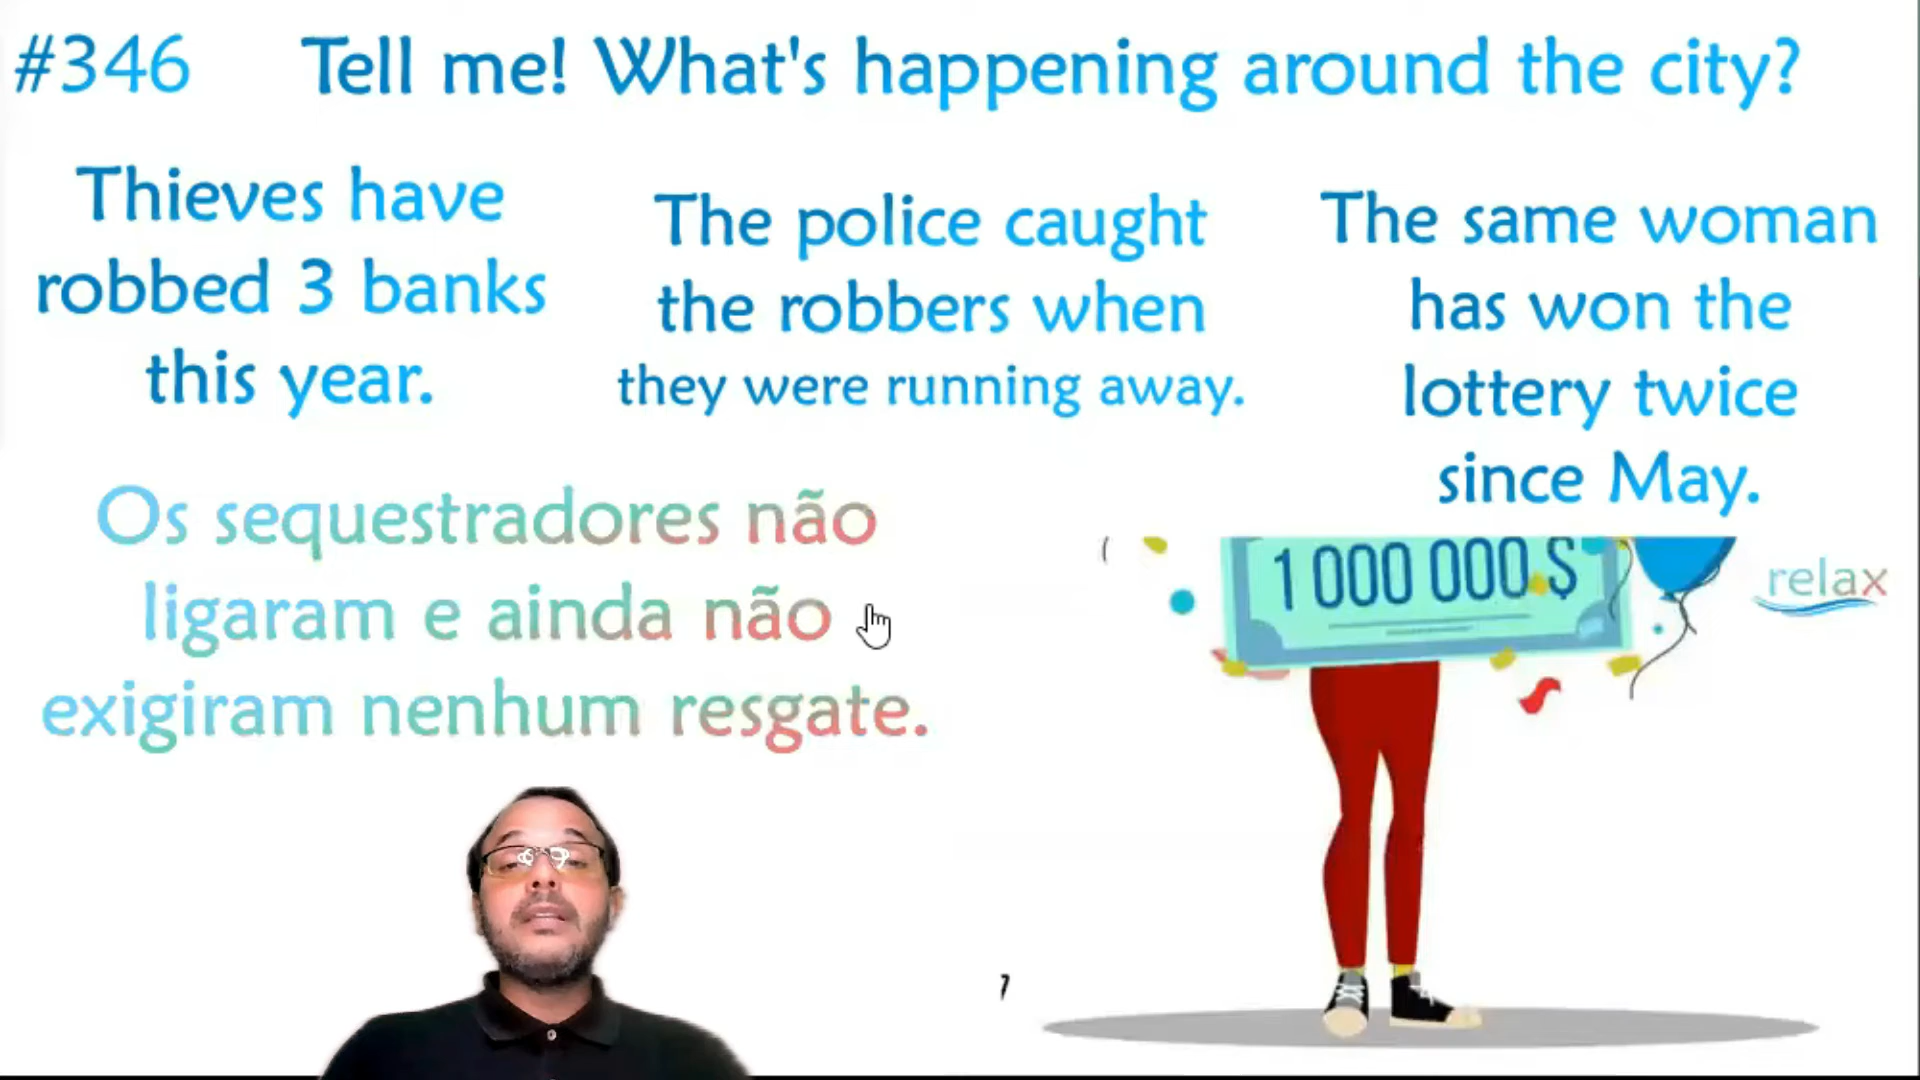 #346 Tell me! What's happening around the city?
Thieves have
robbed 3 banks
this year.
The police caught
the robbers when
they were running away.
The same woman
has won the
lottery twice
since May.
Os sequestradores não
ligaram e ainda não
exigiram nenhum resgate.
1 000 000 $
relax